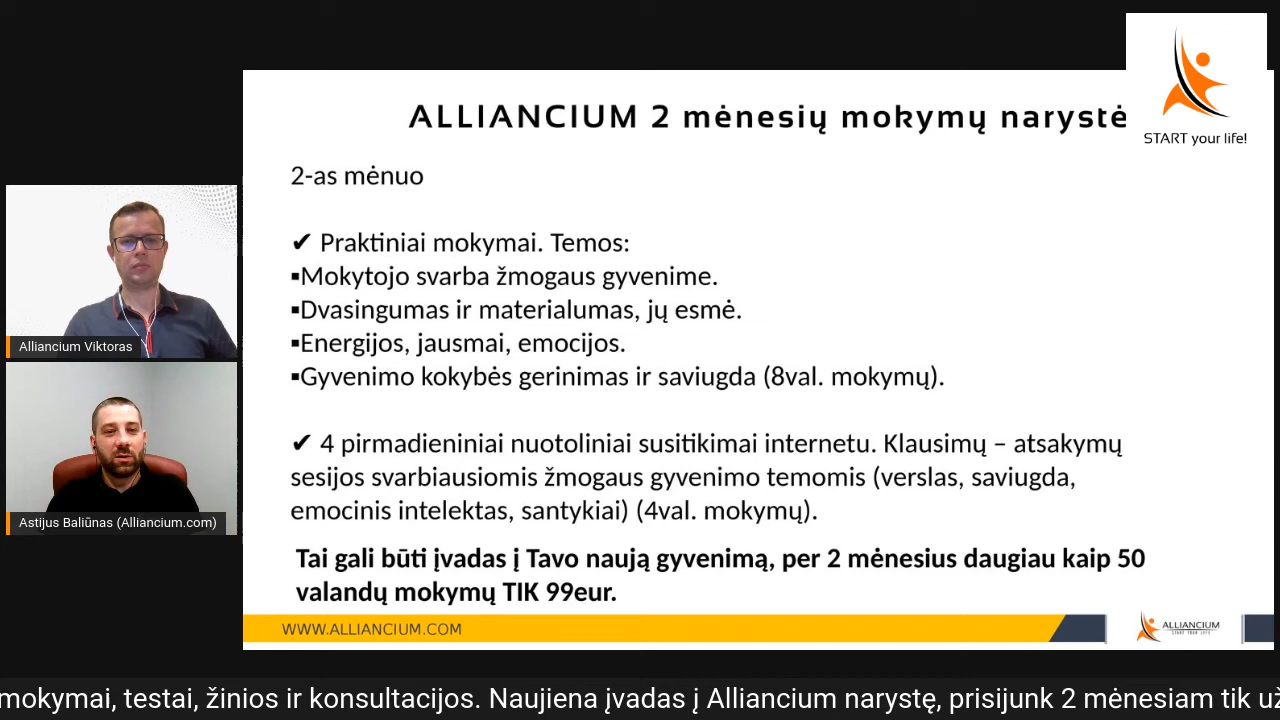 START your life!
ALLIANCIUM 2 mėnesių mokymų narystė
2-as mėnuo
✔ Praktiniai mokymai. Temos:
▪Mokytojo svarba žmogaus gyvenime.
▪Dvasingumas ir materialumas, jų esmė.
▪Energijos, jausmai, emocijos.
▪Gyvenimo kokybės gerinimas ir saviugda (8val. mokymų).
✔ 4 pirmadieniniai nuotoliniai susitikimai internetu. Klausimų – atsakymų
sesijos svarbiausiomis žmogaus gyvenimo temomis (verslas, saviugda,
emocinis intelektas, santykiai) (4val. mokymų).
Tai gali būti įvadas į Tavo naują gyvenimą, per 2 mėnesius daugiau kaip 50
valandų mokymų TIK 99eur.
WWW.ALLIANCIUM.COM
ALLIANCIUM
START YOUR LIFE
Alliancium Viktoras
Astijus Baliūnas (Alliancium.com)
mokymai, testai, žinios ir konsultacijos. Naujiena įvadas į Alliancium narystę, prisijunk 2 mėnesiam tik už